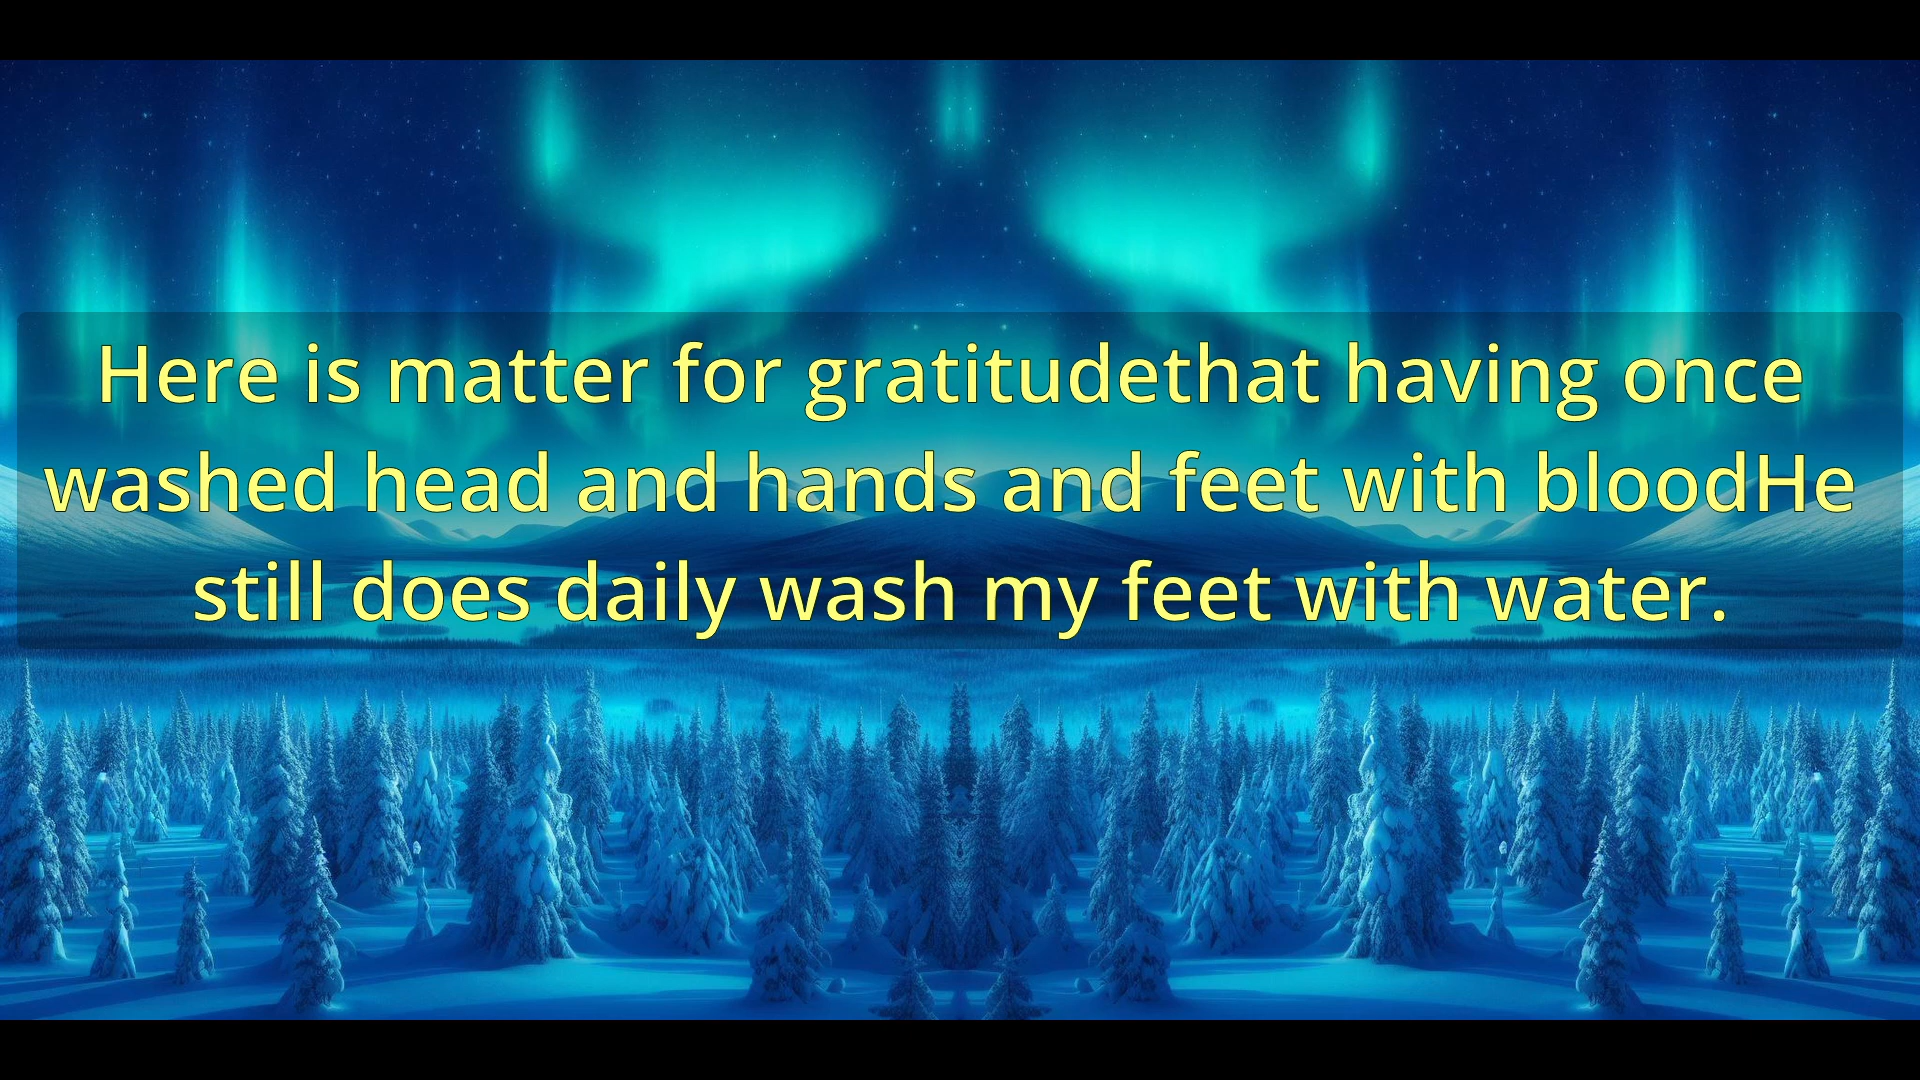 Here is matter for gratitudethat having once
washed head and hands and feet with bloodHe
still does daily wash my feet with water.